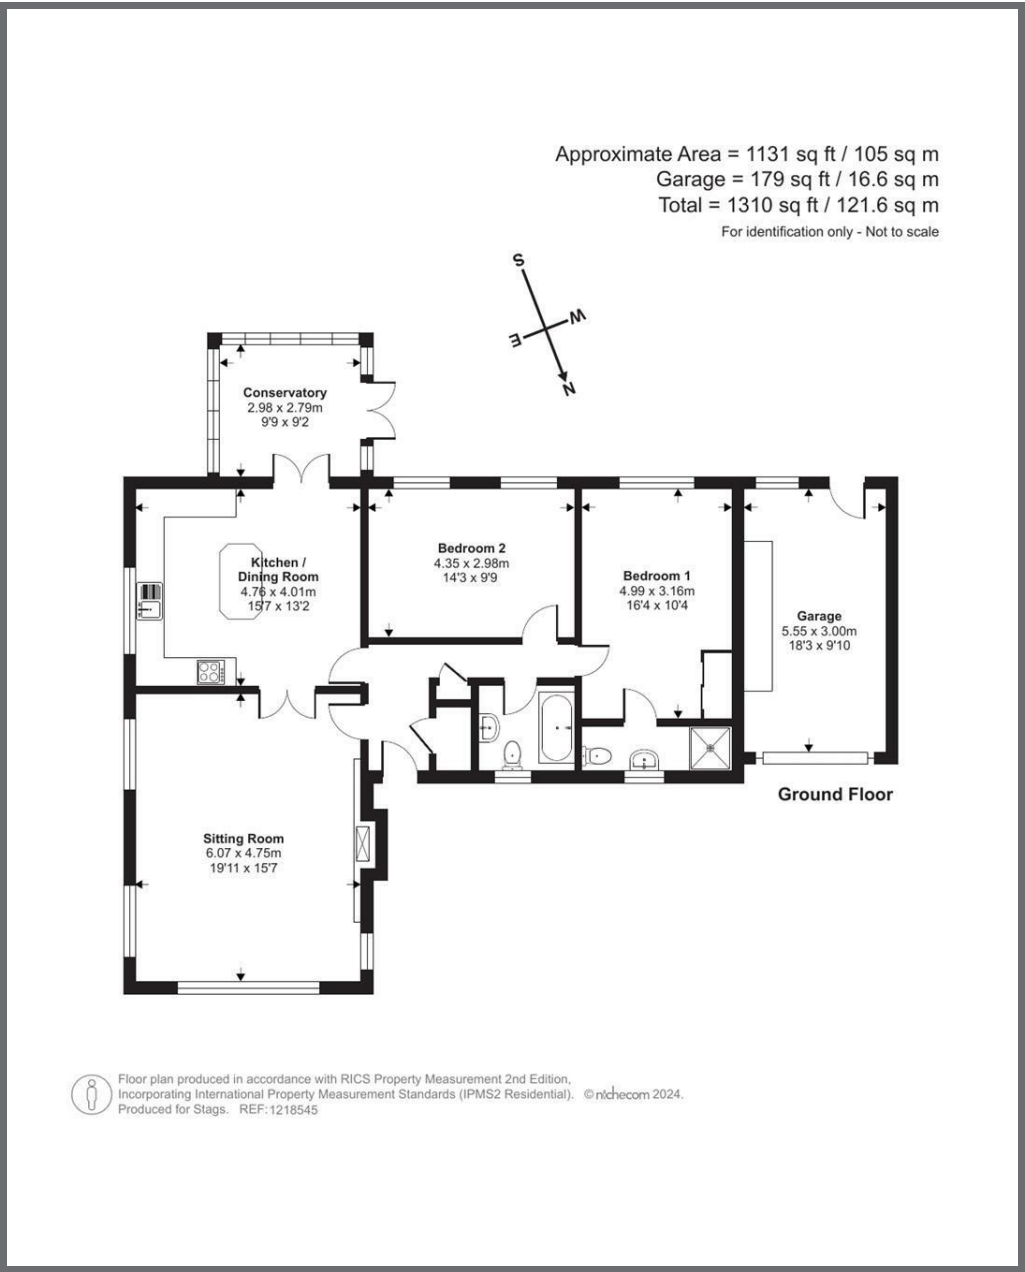 Approximate Area = 1131 sq ft / 105 sq m
Garage = 179 sq ft / 16.6 sq m
Total = 1310 sq ft / 121.6 sq m
For identification only - Not to scale
S
W
E
N
Conservatory
2.98 x 2.79m
9'9 x 9'2
Kitchen /
Dining Room
4.76 x 4.01m
15'7 x 13'2
Bedroom 2
4.35 x 2.98m
14'3 x 9'9
Bedroom 1
4.99 x 3.16m
16'4 x 10'4
Garage
5.55 x 3.00m
18'3 x 9'10
Ground Floor
Sitting Room
6.07 x 4.75m
19'11 x 15'7
Floor plan produced in accordance with RICS Property Measurement 2nd Edition,
Incorporating International Property Measurement Standards (IPMS2 Residential). © nichecom 2024.
Produced for Stags. REF: 1218545